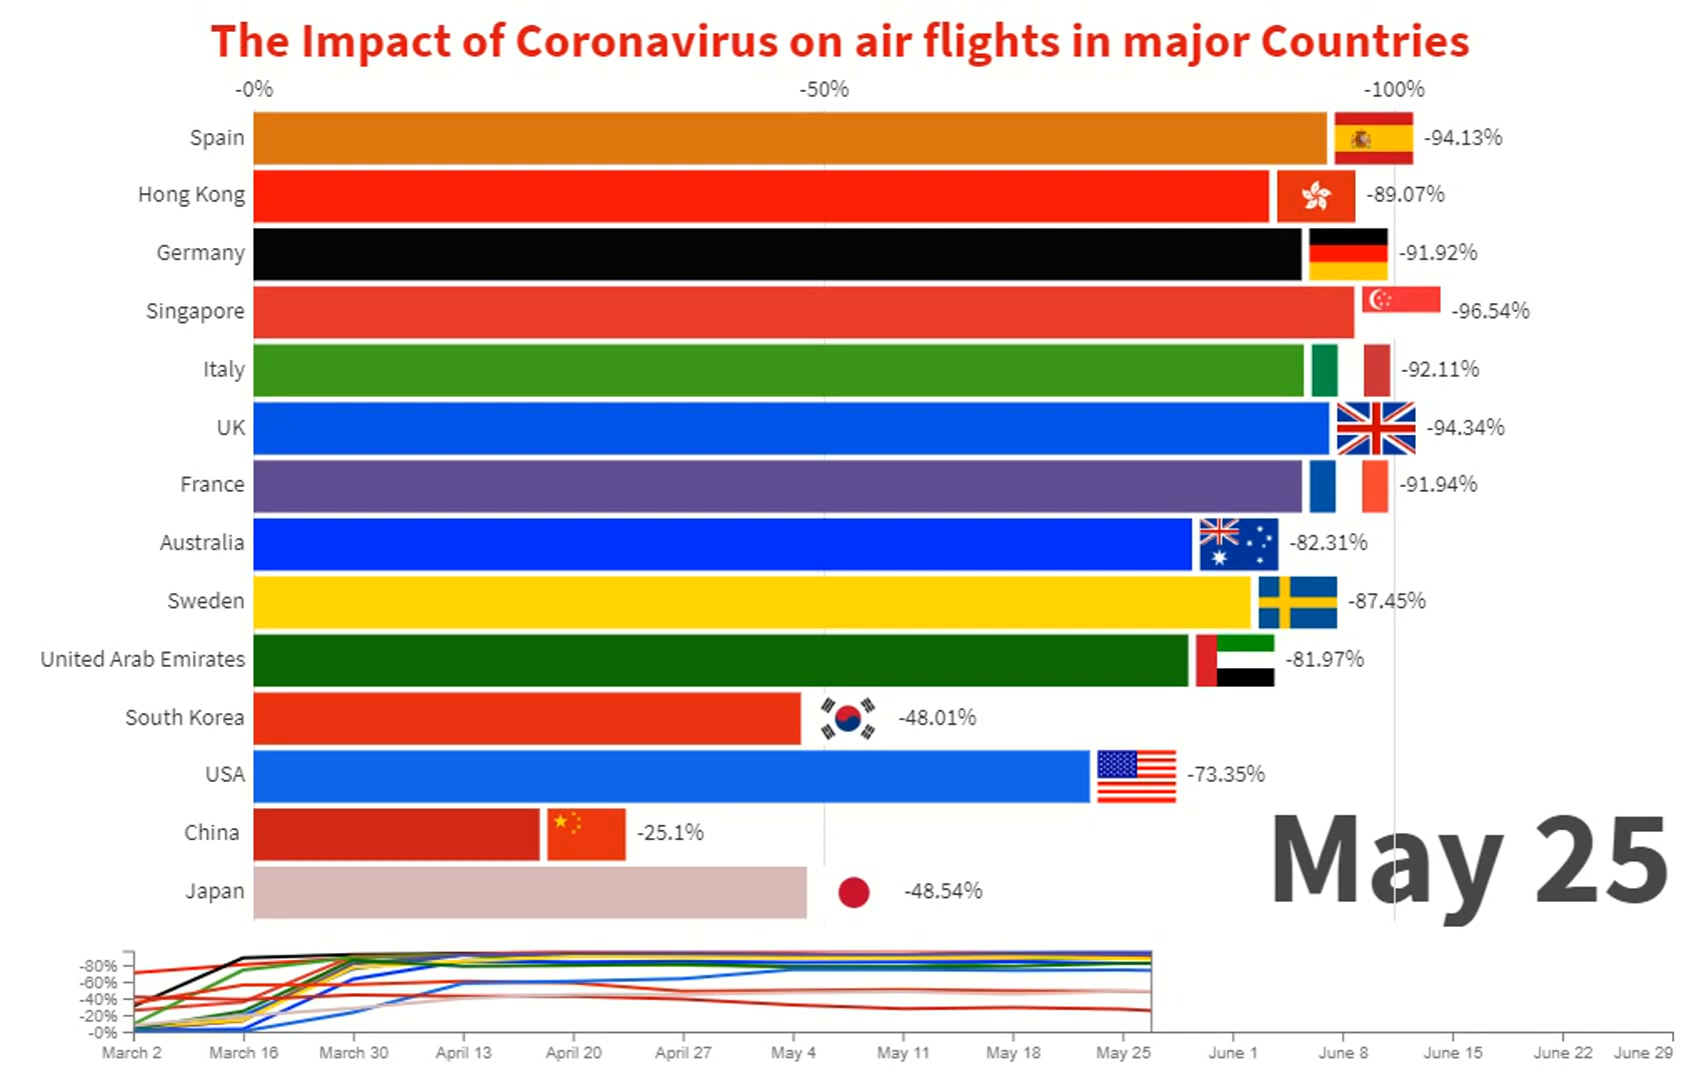 The Impact of Coronavirus on air flights in major Countries
-0% -50% -100%
Spain -94.13%
Hong Kong -89.07%
Germany -91.92%
Singapore -96.54%
Italy -92.11%
UK -94.34%
France -91.94%
Australia -82.31%
Sweden -87.45%
United Arab Emirates -81.97%
South Korea -48.01%
USA -73.35%
China -25.1%
Japan -48.54%
May 25
-80%
-60%
-40%
-20%
-0%
March 2 March 16 March 30 April 13 April 20 April 27 May 4 May 11 May 18 May 25 June 1 June 8 June 15 June 22 June 29